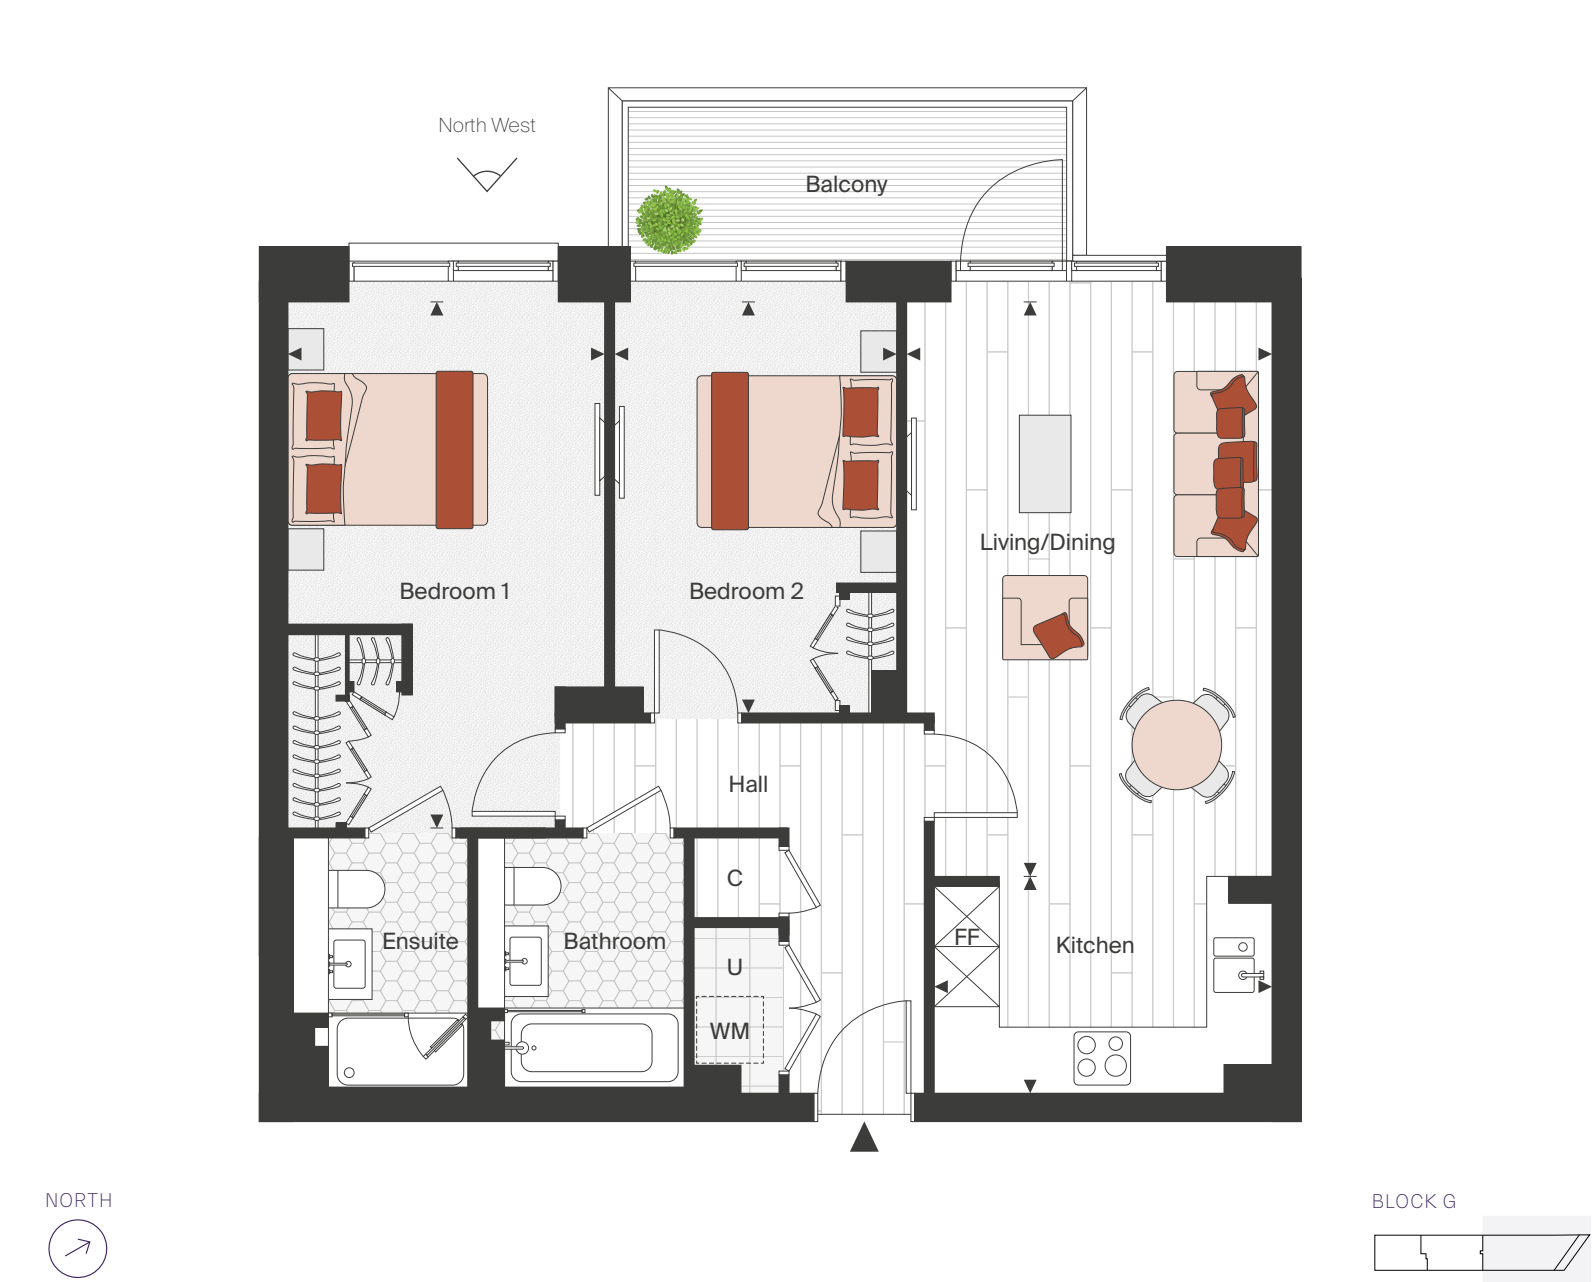 North West
Balcony
Bedroom 1
Bedroom 2
Living/Dining
Hall
C
Ensuite
Bathroom
U
WM
FF
Kitchen
NORTH
BLOCK G